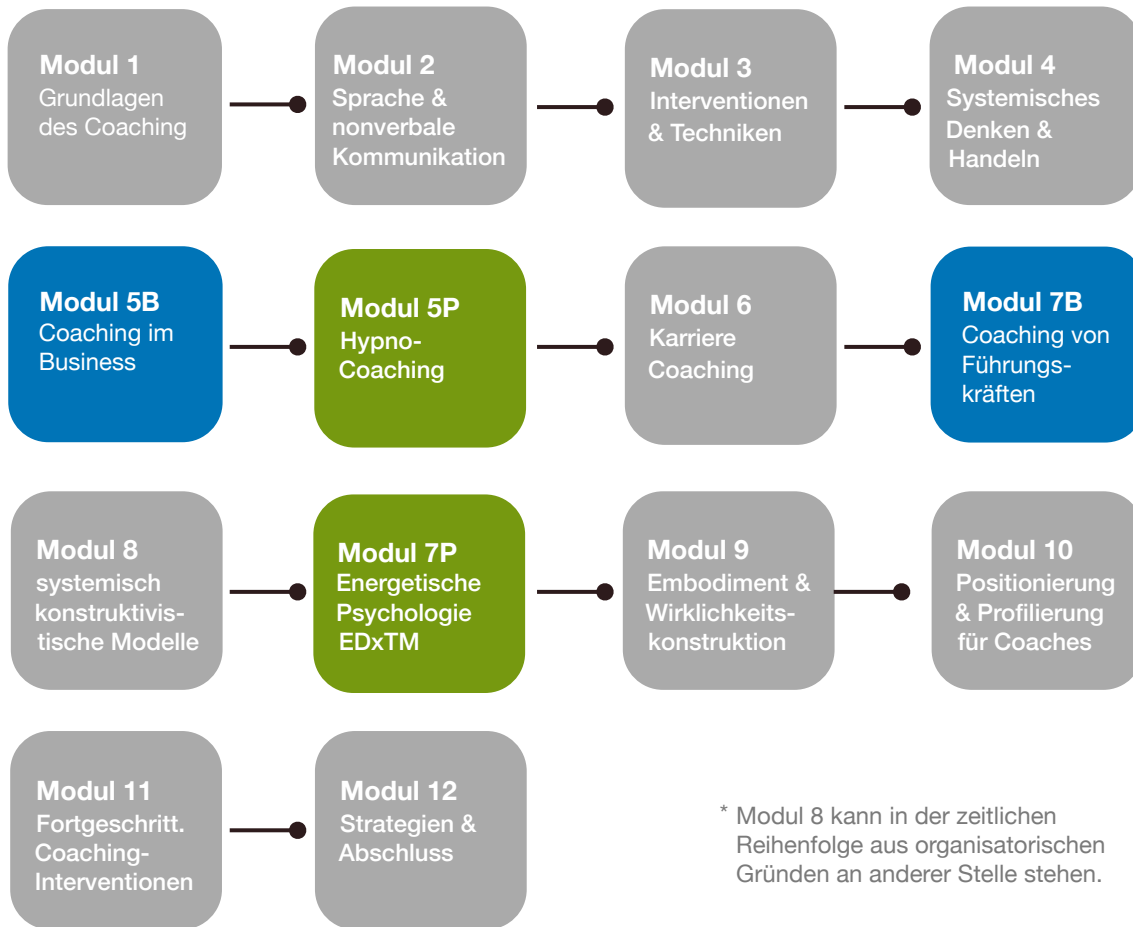 Modul 1
Grundlagen
des Coaching
Modul 2
Sprache &
nonverbale
Kommunikation
Modul 3
Interventionen
& Techniken
Modul 4
Systemisches
Denken &
Handeln
Modul 5B
Coaching im
Business
Modul 5P
Hypno-
Coaching
Modul 6
Karriere
Coaching
Modul 7B
Coaching von
Führungs-
kräften
Modul 8
systemisch
konstruktivis-
tische Modelle
Modul 7P
Energetische
Psychologie
EDxTM
Modul 9
Embodiment &
Wirklichkeits-
konstruktion
Modul 10
Positionierung
& Profilierung
für Coaches
Modul 11
Fortgeschritt.
Coaching-
Interventionen
Modul 12
Strategien &
Abschluss
* Modul 8 kann in der zeitlichen
Reihenfolge aus organisatorischen
Gründen an anderer Stelle stehen.